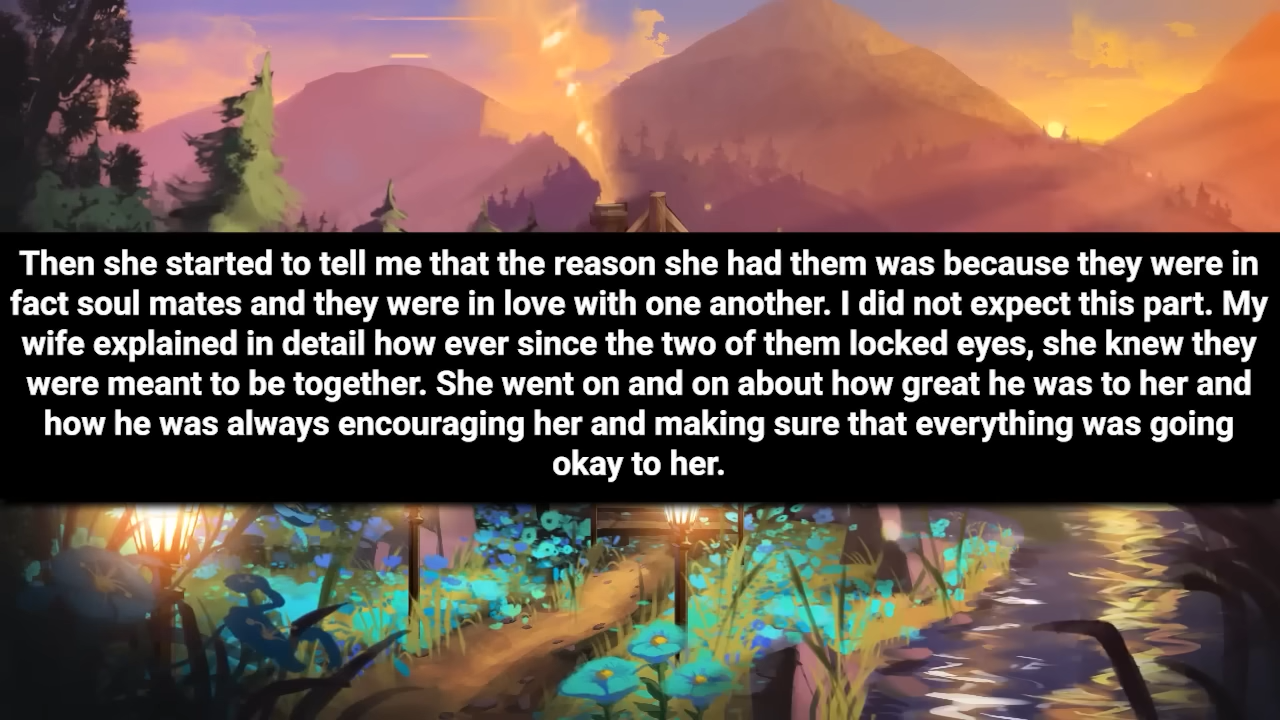 Then she started to tell me that the reason she had them was because they were in
fact soul mates and they were in love with one another. I did not expect this part. My
wife explained in detail how ever since the two of them locked eyes, she knew they
were meant to be together. She went on and on about how great he was to her and
how he was always encouraging her and making sure that everything was going
okay to her.